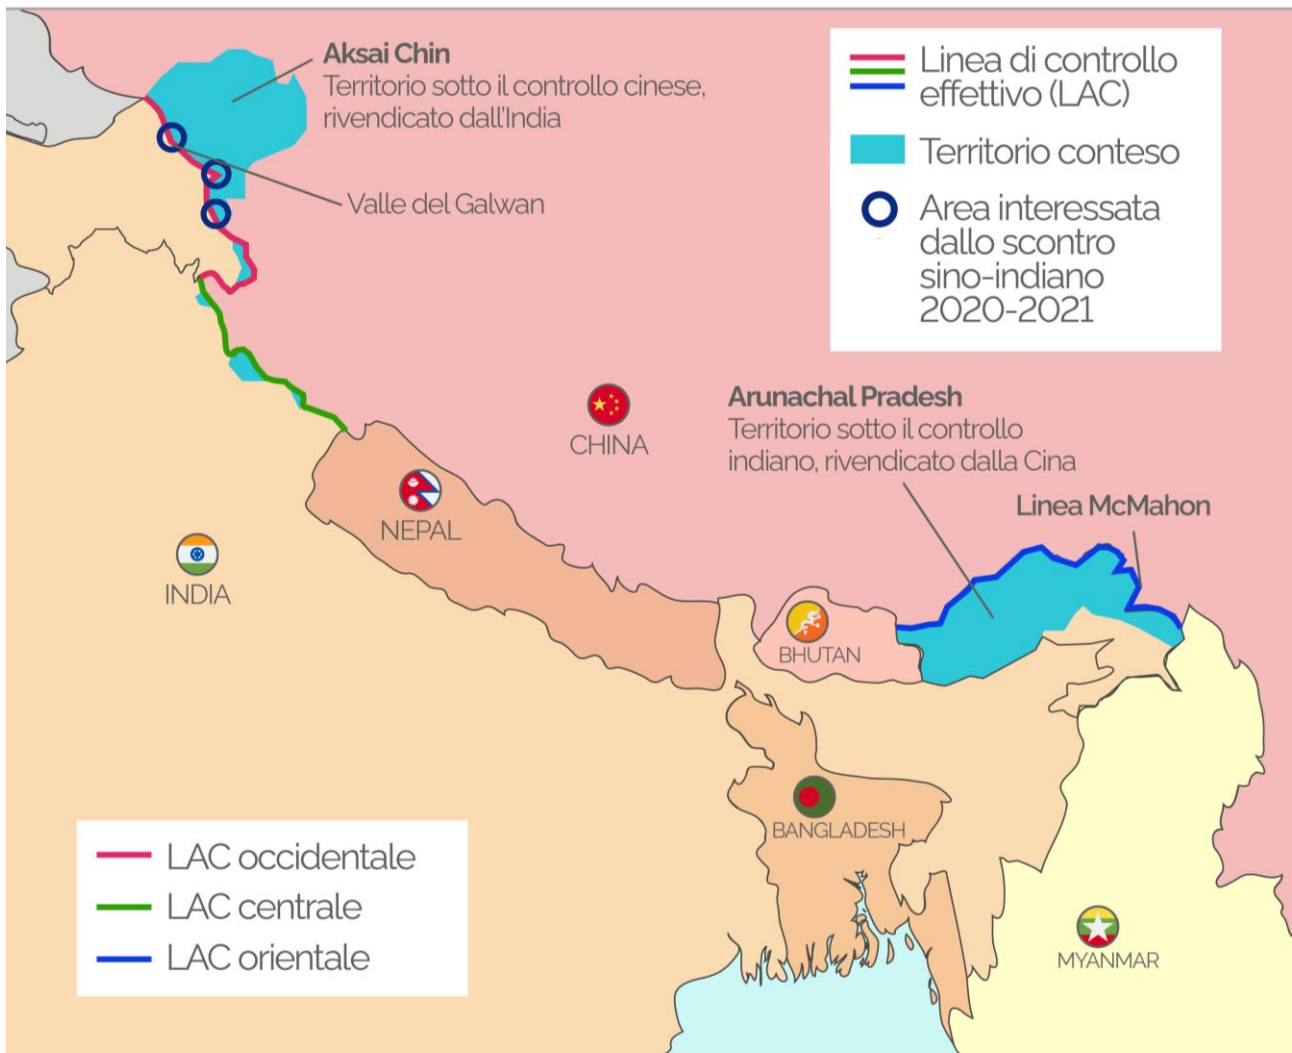 Aksai Chin
Territorio sotto il controllo cinese,
rivendicato dall'India
Valle del Galwan
Linea di controllo
effettivo (LAC)
Territorio conteso
Area interessata
dallo scontro
sino-indiano
2020-2021
CHINA
Arunachal Pradesh
Territorio sotto il controllo
indiano, rivendicato dalla Cina
Linea McMahon
NEPAL
INDIA
BHUTAN
BANGLADESH
MYANMAR
LAC occidentale
LAC centrale
LAC orientale